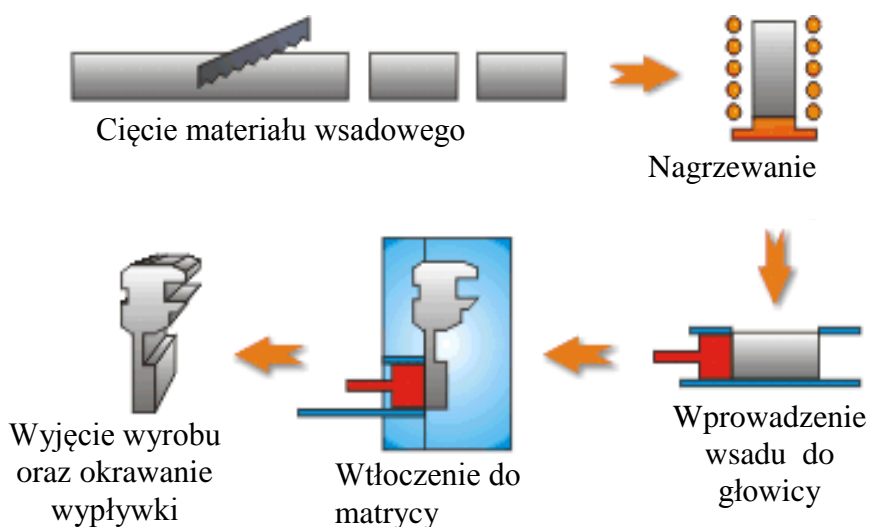 Cięcie materiału wsadowego
Nagrzewanie
Wprowadzenie
wsadu do
głowicy
Wtłoczenie do
matrycy
Wyjęcie wyrobu
oraz okrawanie
wypływki